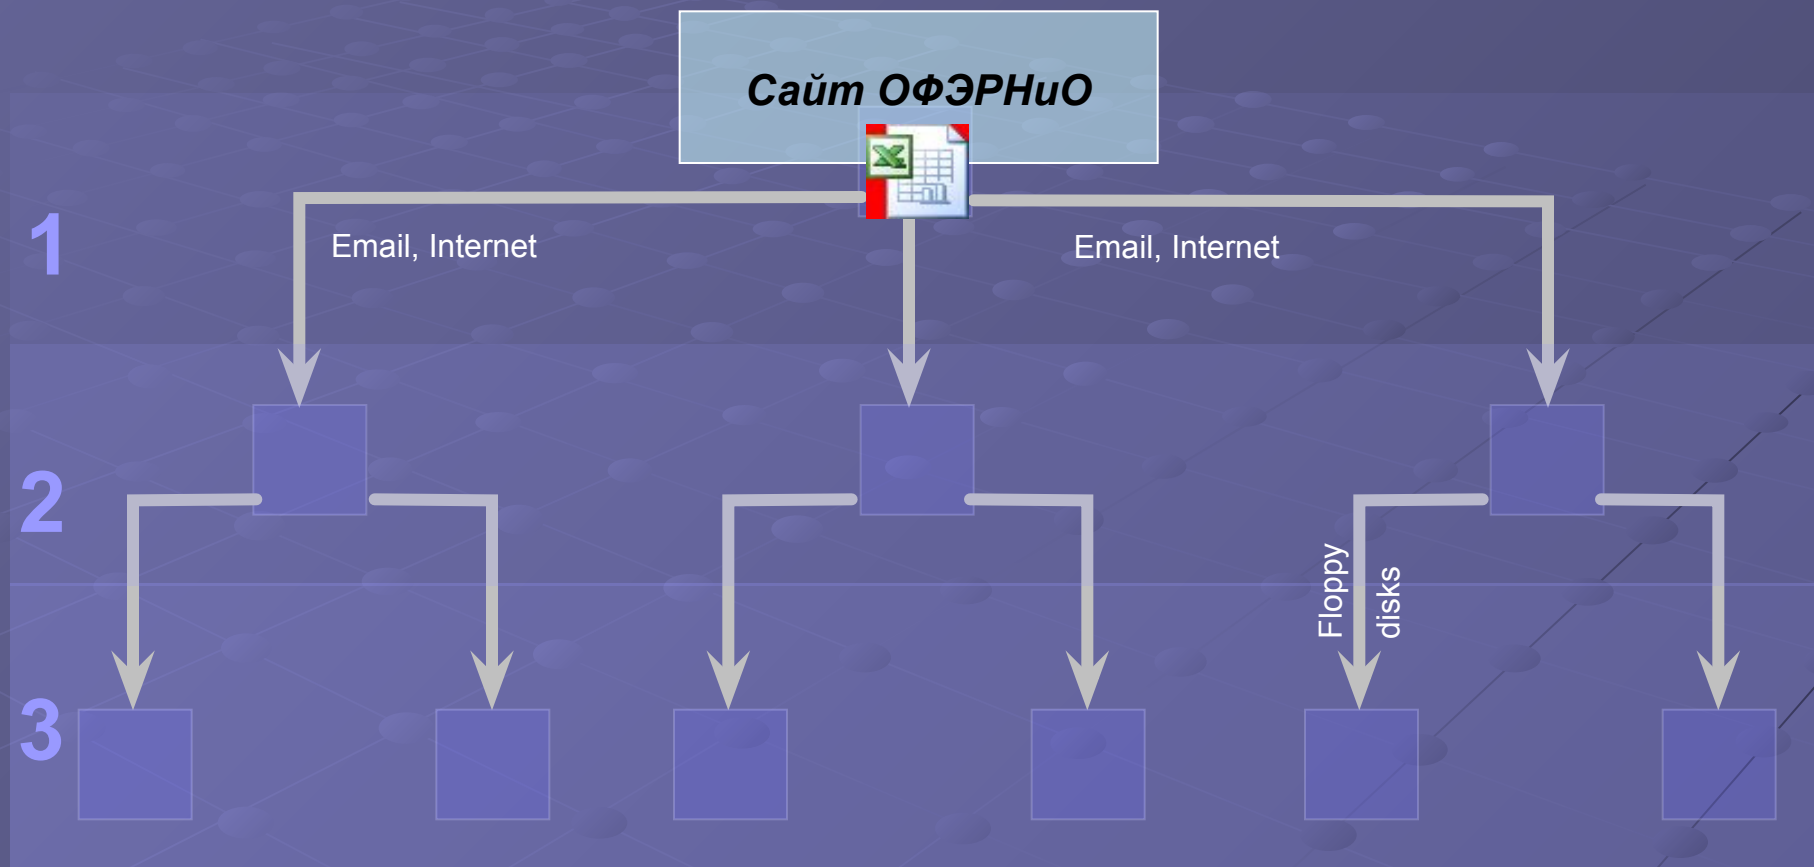 Сайт ОФЭРНиО
1
Email, Internet
Email, Internet
2
Floppy
disks
3